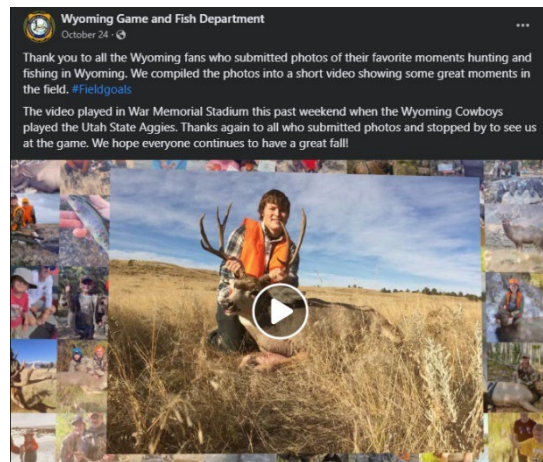 Wyoming Game and Fish Department
October 24 ·
Thank you to all the Wyoming fans who submitted photos of their favorite moments hunting and
fishing in Wyoming. We compiled the photos into a short video showing some great moments in
the field. #Fieldgoals
The video played in War Memorial Stadium this past weekend when the Wyoming Cowboys
played the Utah State Aggies. Thanks again to all who submitted photos and stopped by to see us
at the game. We hope everyone continues to have a great fall!